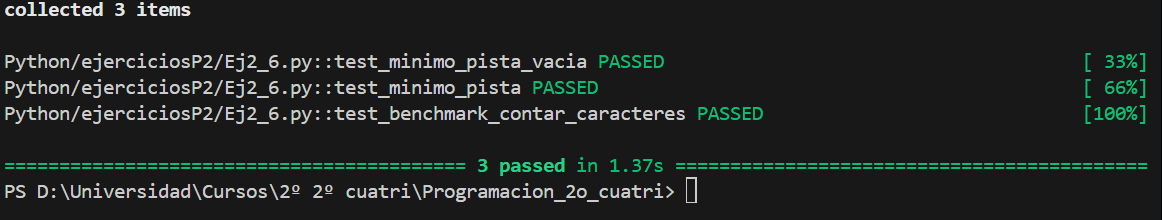 collected 3 items
Python/ejerciciosP2/Ej2_6.py::test_minimo_pista_vacia PASSED [ 33%]
Python/ejerciciosP2/Ej2_6.py::test_minimo_pista PASSED [ 66%]
Python/ejerciciosP2/Ej2_6.py::test_benchmark_contar_caracteres PASSED [100%]
========================================== 3 passed in 1.37s ===========================================
PS D:\Universidad\Cursos\2º 2º cuatri\Programacion_2o_cuatri>